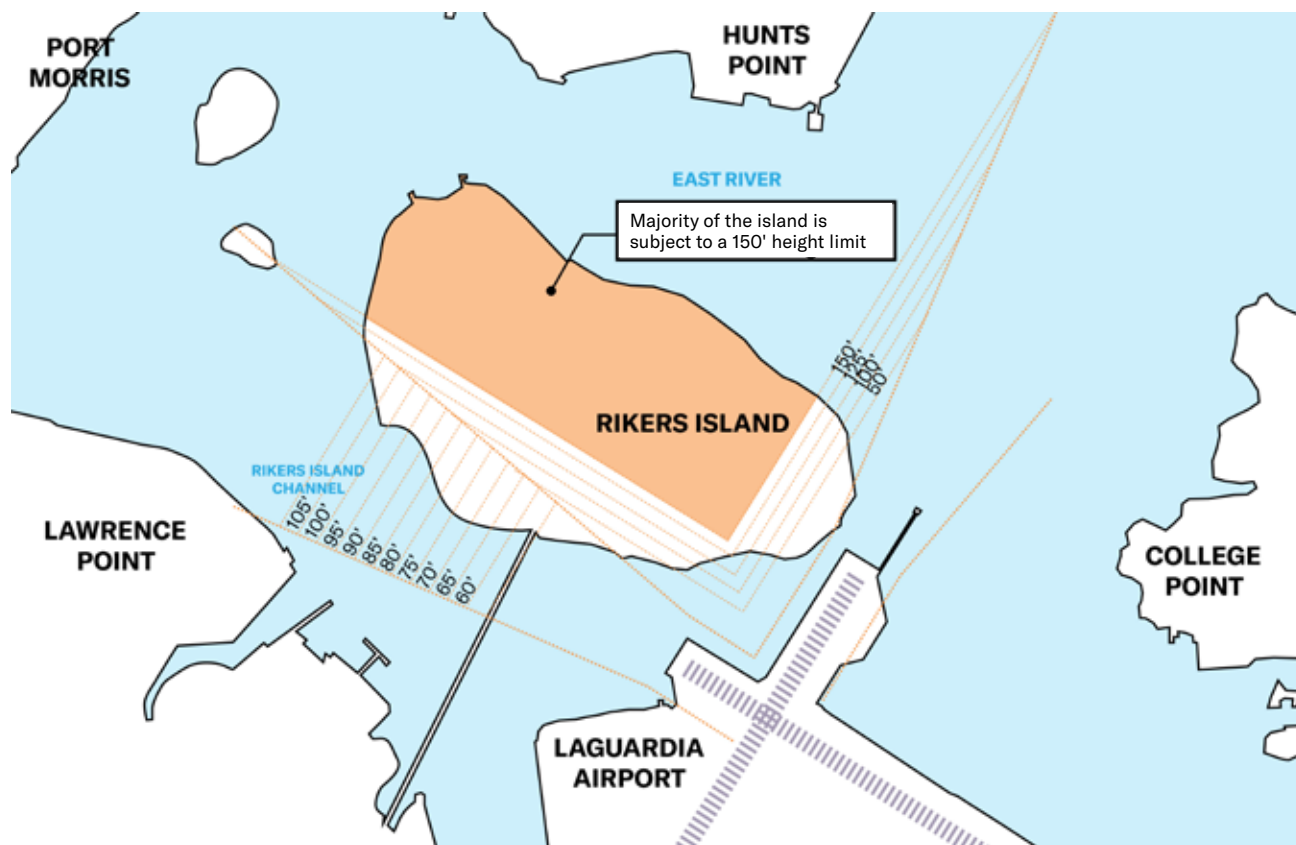 PORT
MORRIS
HUNTS
POINT
EAST RIVER
Majority of the island is
subject to a 150' height limit
150'
125'
100'
50'
RIKERS ISLAND
RIKERS ISLAND
CHANNEL
105'
100'
95'
90'
85'
80'
75'
70'
65'
60'
LAWRENCE
POINT
COLLEGE
POINT
LAGUARDIA
AIRPORT